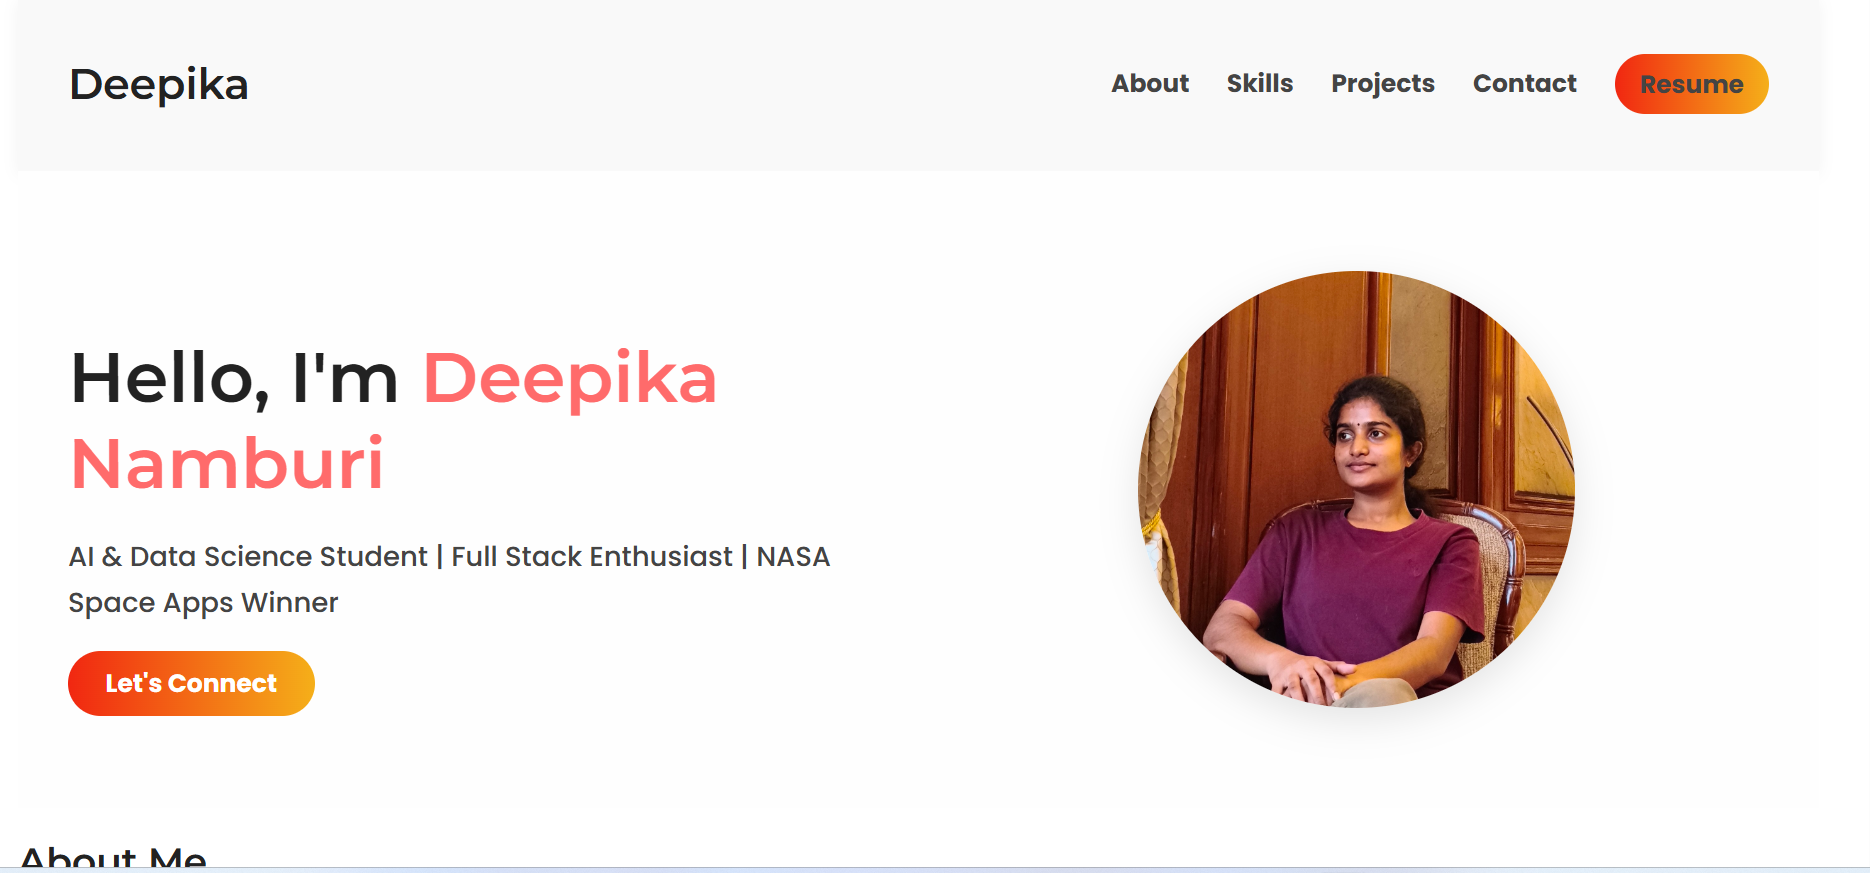 Deepika
About Skills Projects Contact Resume
Hello, I'm Deepika
Namburi
AI & Data Science Student | Full Stack Enthusiast | NASA
Space Apps Winner
Let's Connect
About Me